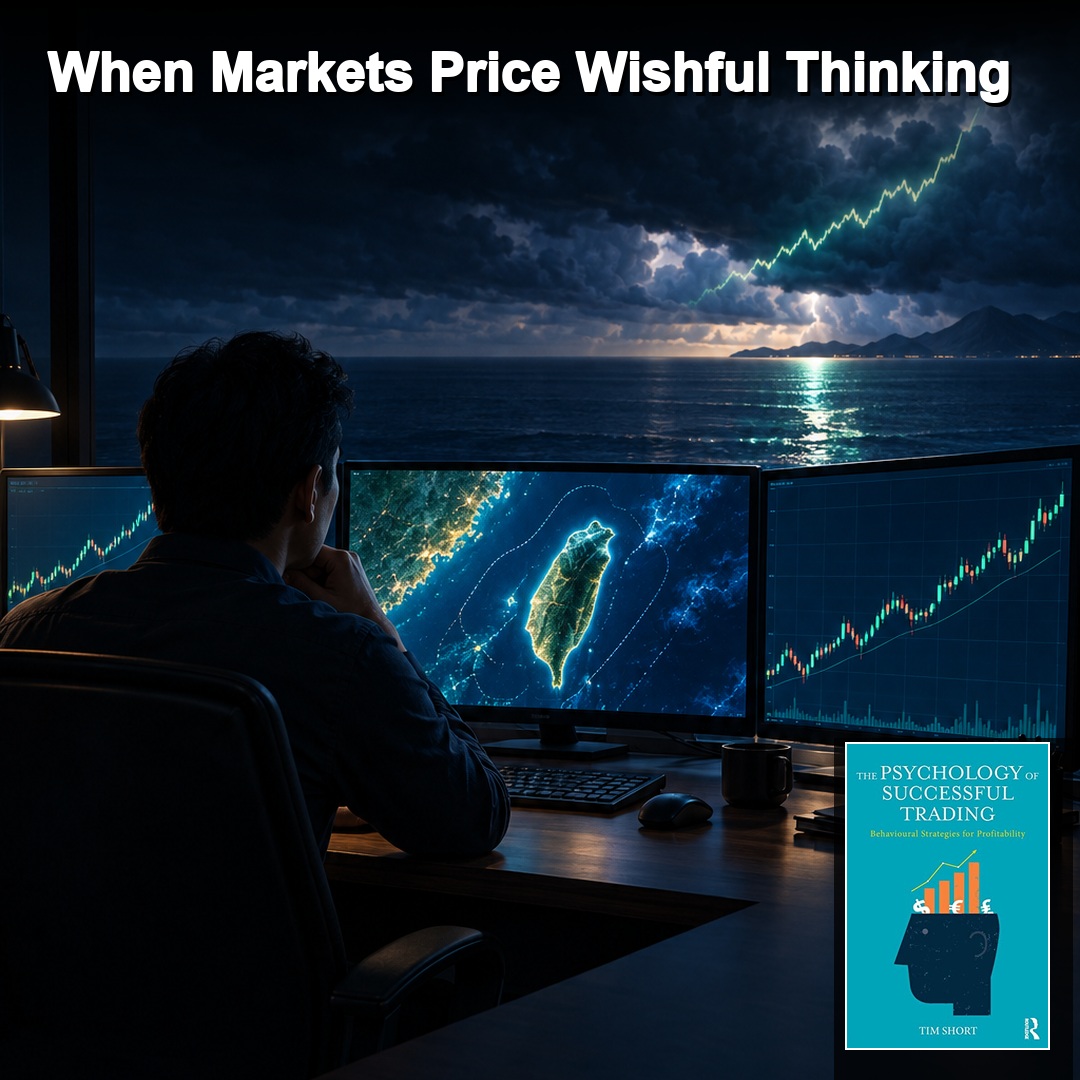 When Markets Price Wishful Thinking
THE PSYCHOLOGY OF
SUCCESSFUL
TRADING
Behavioural Strategies for Profitability
$ € £
TIM SHORT
R